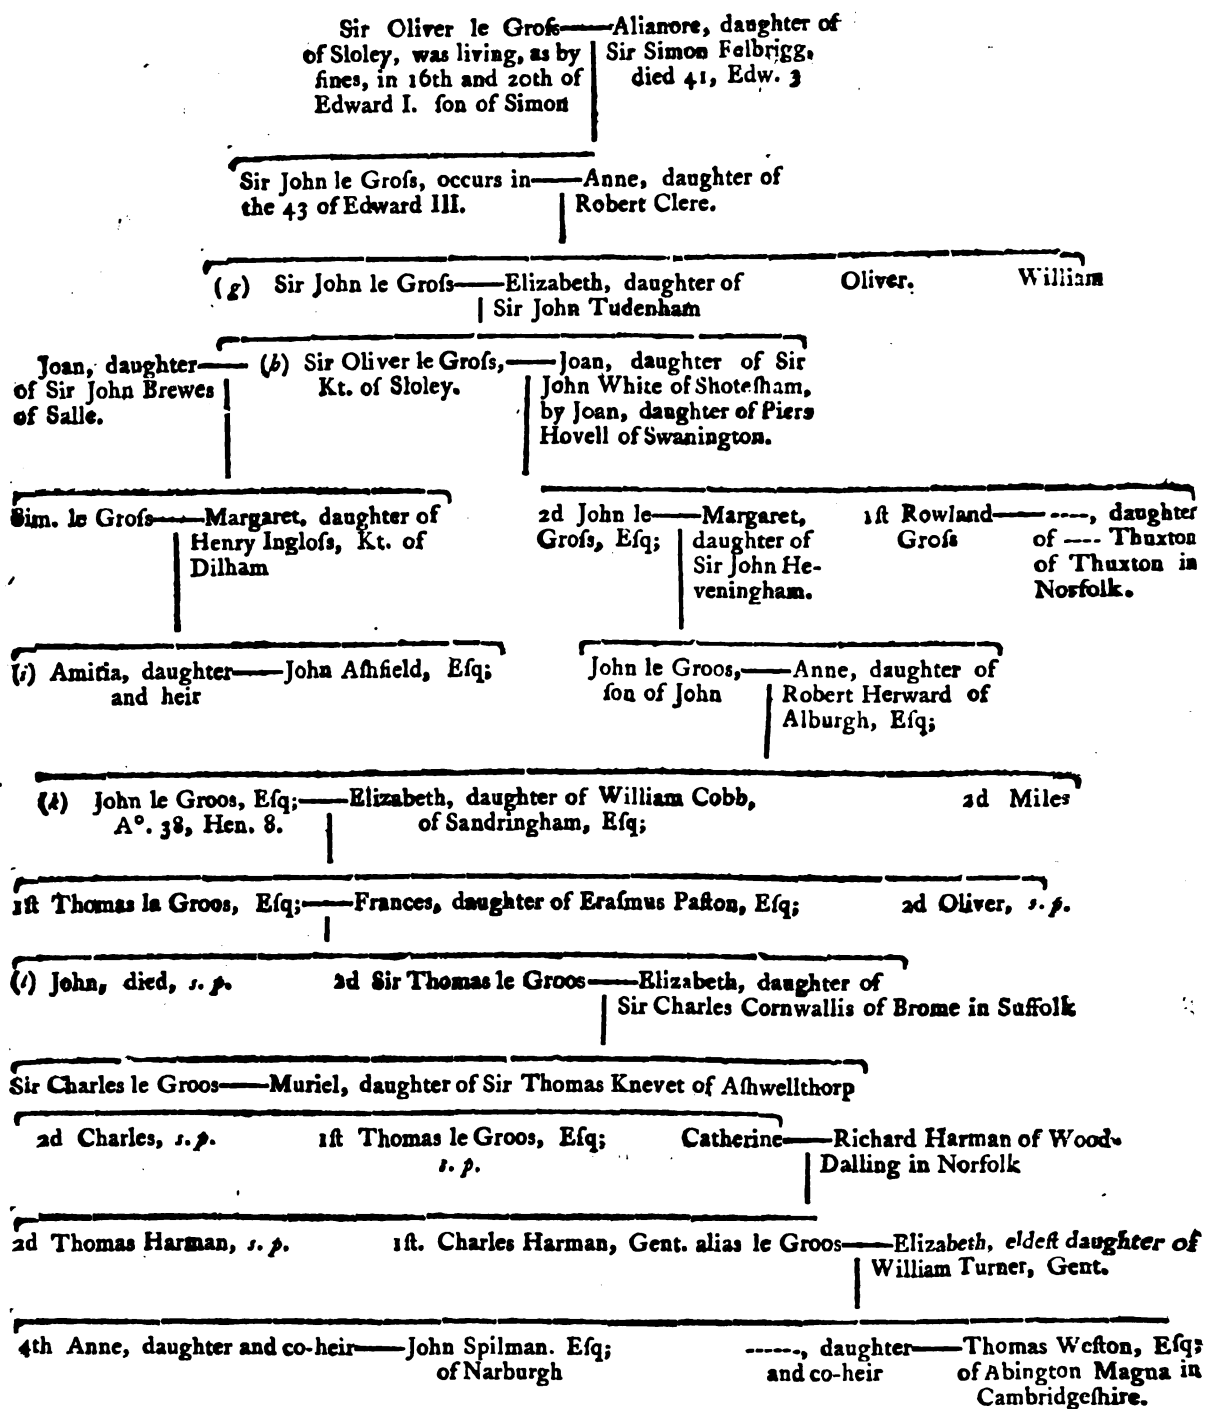 Sir Oliver le Groſs——Alianore, daughter of
of Sloley, was living, as by Sir Simon Felbrigg,
fines, in 16th and 20th of died 41, Edw. 3
Edward I. ſon of Simon
Sir John le Groſs, occurs in——Anne, daughter of
the 43 of Edward III. Robert Clere.
(g) Sir John le Groſs——Elizabeth, daughter of Oliver. William
Sir John Tudenham
Joan, daughter—— (h) Sir Oliver le Groſs,——Joan, daughter of Sir
of Sir John Brewes Kt. of Sloley. John White of Shoteſham,
of Salle. by Joan, daughter of Piers
Hovell of Swanington.
Sim. le Groſs——Margaret, daughter of 2d John le——Margaret, 1ſt Rowland—— ----, daughter
Henry Ingloſs, Kt. of Groſs, Eſq; daughter of Groſs of ---- Thuxton
Dilham Sir John He- of Thuxton in
veningham. Norfolk.
(i) Amitia, daughter——John Aſhfield, Eſq; John le Groos,——Anne, daughter of
and heir ſon of John Robert Herward of
Alburgh, Eſq;
(k) John le Groos, Eſq;——Elizabeth, daughter of William Cobb, 2d Miles
A°. 38, Hen. 8. of Sandringham, Eſq;
1ſt Thomas le Groos, Eſq;——Frances, daughter of Eraſmus Paſton, Eſq; 2d Oliver, s. p.
(l) John, died, s. p. 2d Sir Thomas le Groos——Elizabeth, daughter of
Sir Charles Cornwallis of Brome in Suffolk
Sir Charles le Groos——Muriel, daughter of Sir Thomas Knevet of Aſhwellthorp
2d Charles, s. p. 1ſt Thomas le Groos, Eſq; Catherine——Richard Harman of Wood-
s. p. Dalling in Norfolk
2d Thomas Harman, s. p. 1ſt. Charles Harman, Gent. alias le Groos——Elizabeth, eldeſt daughter of
William Turner, Gent.
4th Anne, daughter and co-heir——John Spilman. Eſq; ------, daughter——Thomas Weſton, Eſq;
of Narburgh and co-heir of Abington Magna in
Cambridgeſhire.